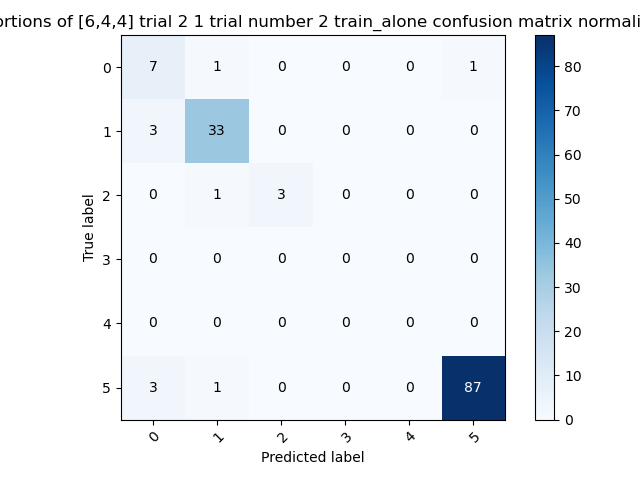 ortions of [6,4,4] trial 2 1 trial number 2 train_alone confusion matrix normali
0 7 1 0 0 0 1
1 3 33 0 0 0 0
2 0 1 3 0 0 0
3 0 0 0 0 0 0
4 0 0 0 0 0 0
5 3 1 0 0 0 87
0 1 2 3 4 5
True label
Predicted label
80
70
60
50
40
30
20
10
0